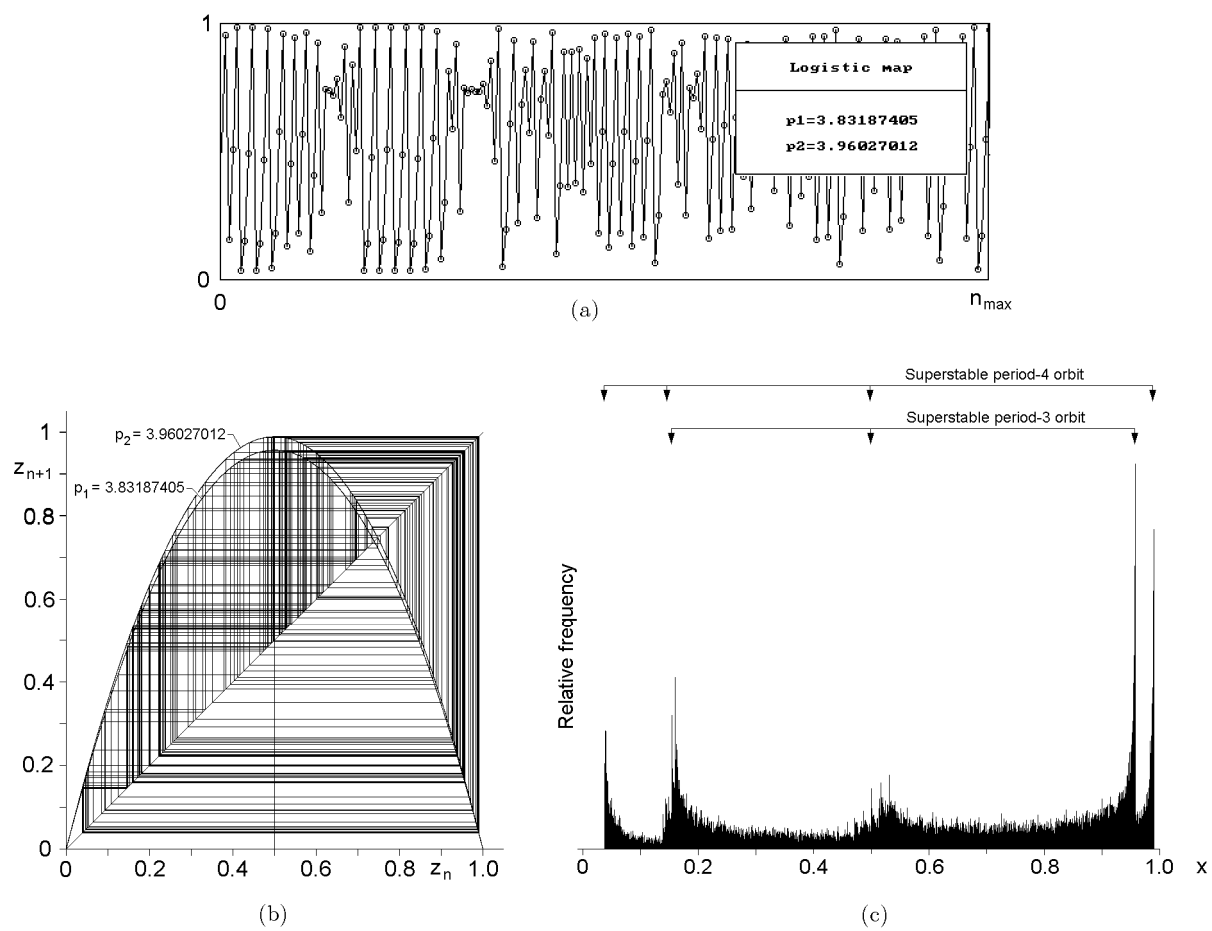 1
Logistic map
p1=3.83187405
p2=3.96027012
0
0
n max
(a)
Superstable period-4 orbit
Superstable period-3 orbit
1
p2 = 3.96027012
z n+1
p1 = 3.83187405
0.8
0.6
0.4
0.2
0
0 0.2 0.4 0.6 0.8 zn 1.0
(b)
Relative frequency
0 0.2 0.4 0.6 0.8 1.0 x
(c)